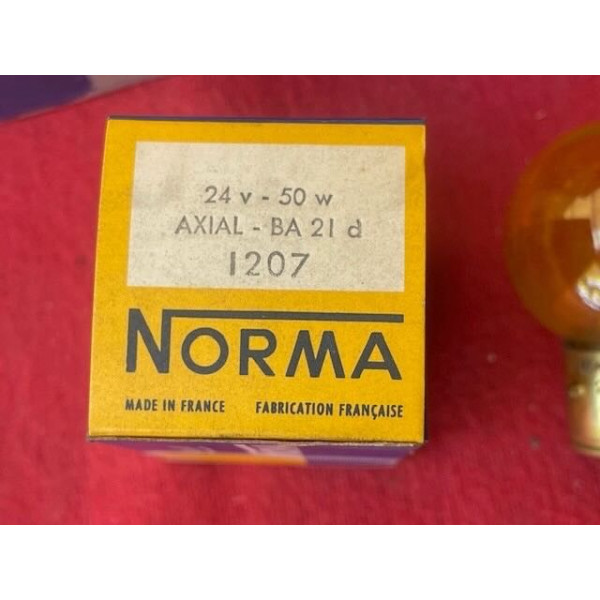 24 v - 50 w
AXIAL - BA 21 d
1207
NORMA
MADE IN FRANCE FABRICATION FRANÇAISE